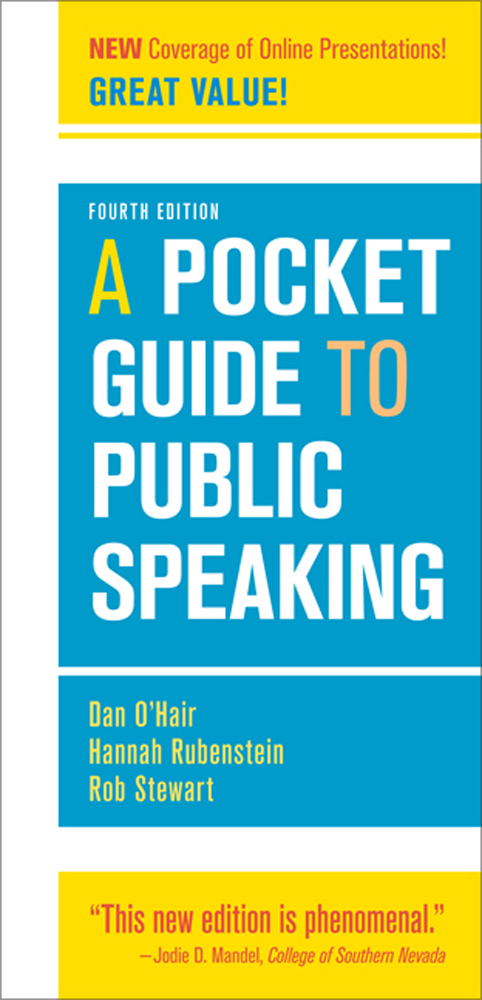 NEW Coverage of Online Presentations!
GREAT VALUE!
FOURTH EDITION
A POCKET
GUIDE TO
PUBLIC
SPEAKING
Dan O'Hair
Hannah Rubenstein
Rob Stewart
“This new edition is phenomenal.”
—Jodie D. Mandel, College of Southern Nevada